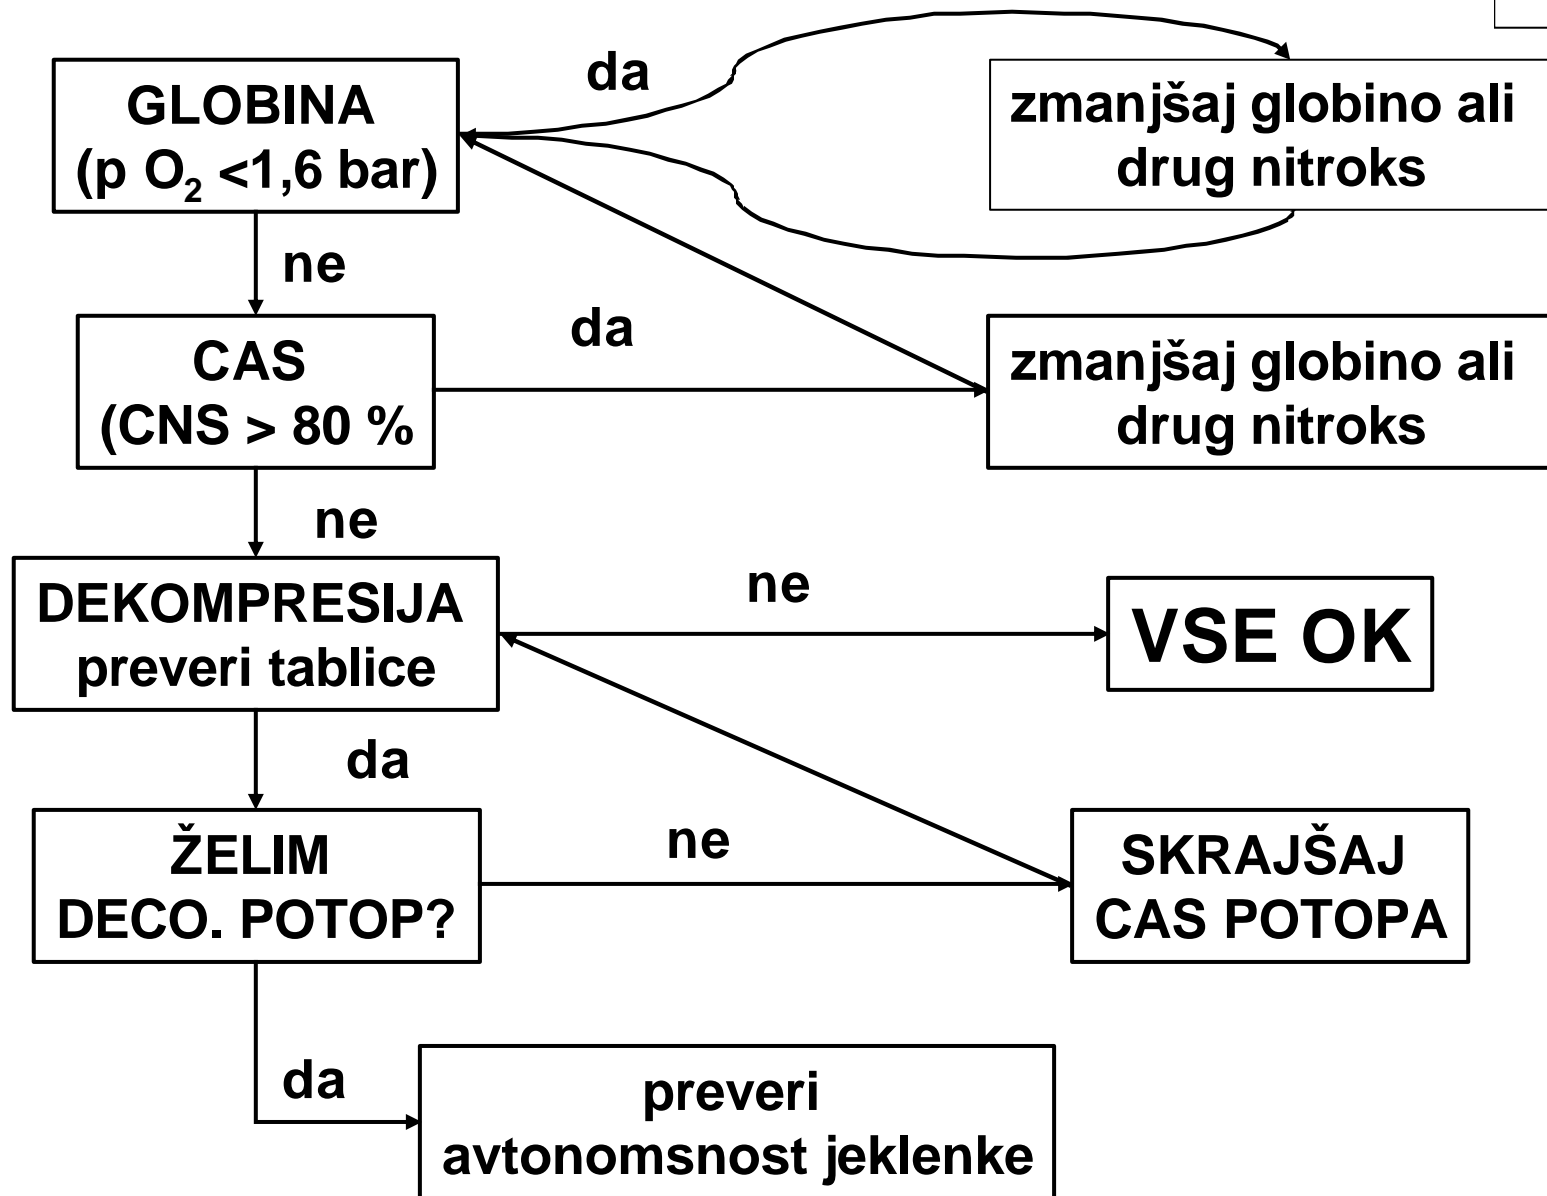 GLOBINA
(p O₂ <1,6 bar)
da
zmanjšaj globino ali
drug nitroks
ne
CAS
(CNS > 80 %
da
zmanjšaj globino ali
drug nitroks
ne
DEKOMPRESIJA
preveri tablice
ne
VSE OK
da
ŽELIM
DECO. POTOP?
ne
SKRAJŠAJ
CAS POTOPA
da
preveri
avtonomsnost jeklenke